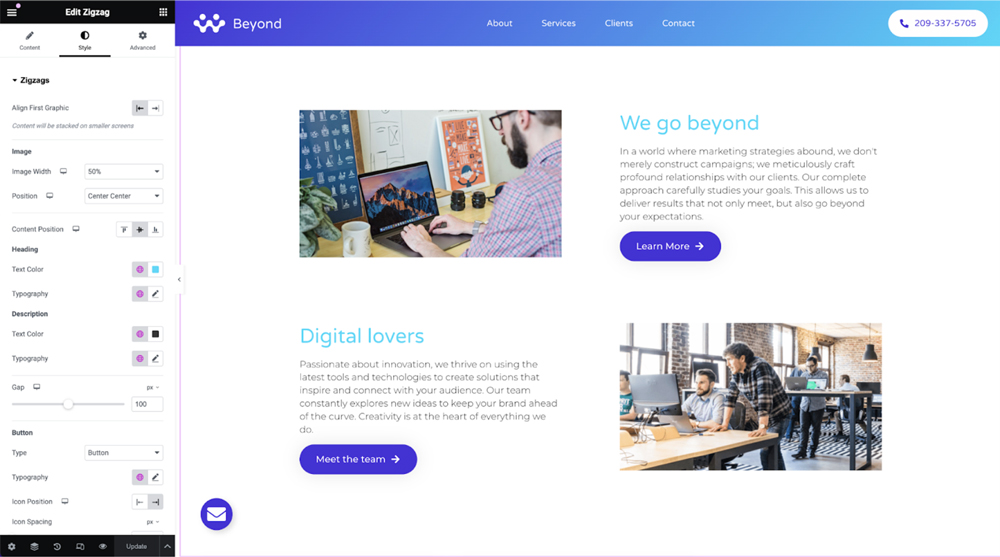 Edit Zigzag
Content
Style
Advanced
Zigzags
Align First Graphic
Content will be stacked on smaller screens
Image
Image Width
50%
Position
Center Center
Content Position
Heading
Text Color
Typography
Description
Text Color
Typography
Gap
px
100
Button
Type
Button
Typography
Icon Position
Icon Spacing
px
Update
Beyond
About
Services
Clients
Contact
209-337-5705
We go beyond
In a world where marketing strategies abound, we don't
merely construct campaigns; we meticulously craft
profound relationships with our clients. Our complete
approach carefully studies your goals. This allows us to
deliver results that not only meet, but also go beyond
your expectations.
Learn More
Digital lovers
Passionate about innovation, we thrive on using the
latest tools and technologies to create solutions that
inspire and connect with your audience. Our team
constantly explores new ideas to keep your brand ahead
of the curve. Creativity is at the heart of everything we
do.
Meet the team